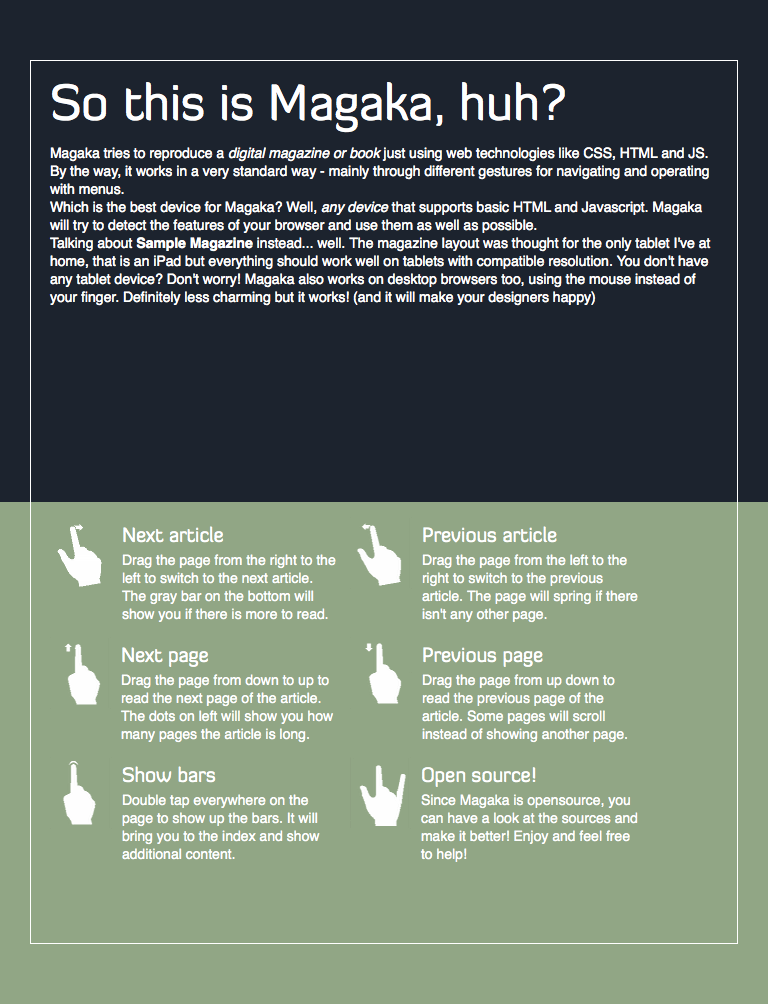 So this is Magaka, huh?
Magaka tries to reproduce a digital magazine or book just using web technologies like CSS, HTML and JS.
By the way, it works in a very standard way - mainly through different gestures for navigating and operating
with menus.
Which is the best device for Magaka? Well, any device that supports basic HTML and Javascript. Magaka
will try to detect the features of your browser and use them as well as possible.
Talking about Sample Magazine instead... well. The magazine layout was thought for the only tablet I've at
home, that is an iPad but everything should work well on tablets with compatible resolution. You don't have
any tablet device? Don't worry! Magaka also works on desktop browsers too, using the mouse instead of
your finger. Definitely less charming but it works! (and it will make your designers happy)
Next article
Drag the page from the right to the
left to switch to the next article.
The gray bar on the bottom will
show you if there is more to read.
Previous article
Drag the page from the left to the
right to switch to the previous
article. The page will spring if there
isn't any other page.
Next page
Drag the page from down to up to
read the next page of the article.
The dots on left will show you how
many pages the article is long.
Previous page
Drag the page from up down to
read the previous page of the
article. Some pages will scroll
instead of showing another page.
Show bars
Double tap everywhere on the
page to show up the bars. It will
bring you to the index and show
additional content.
Open source!
Since Magaka is opensource, you
can have a look at the sources and
make it better! Enjoy and feel free
to help!